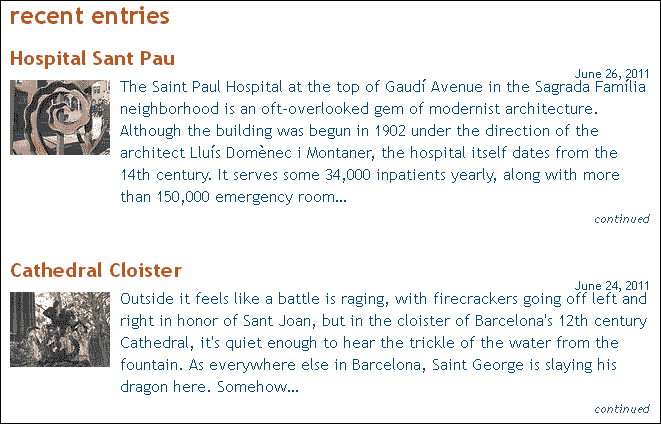 recent entries
Hospital Sant Pau
June 26, 2011
The Saint Paul Hospital at the top of Gaudí Avenue in the Sagrada Família
neighborhood is an oft-overlooked gem of modernist architecture.
Although the building was begun in 1902 under the direction of the
architect Lluís Domènec i Montaner, the hospital itself dates from the
14th century. It serves some 34,000 inpatients yearly, along with more
than 150,000 emergency room...
continued
Cathedral Cloister
June 24, 2011
Outside it feels like a battle is raging, with firecrackers going off left and
right in honor of Sant Joan, but in the cloister of Barcelona's 12th century
Cathedral, it's quiet enough to hear the trickle of the water from the
fountain. As everywhere else in Barcelona, Saint George is slaying his
dragon here. Somehow...
continued